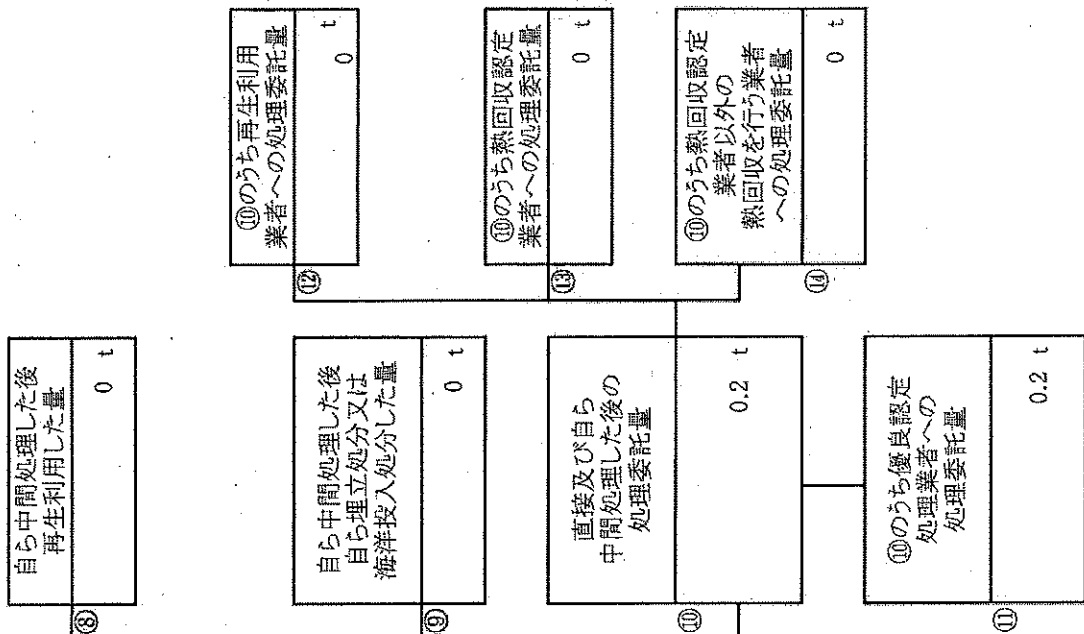 自ら中間処理した後
再生利用した量
⑧
0 t
自ら中間処理した後
自ら埋立処分又は
海洋投入処分した量
⑨
0 t
直接及び自ら
中間処理した後の
処理委託量
⑩
0.2 t
⑩のうち優良認定
処理業者への
処理委託量
⑪
0.2 t
⑩のうち再生利用
業者への処理委託量
⑫
0 t
⑩のうち熱回収認定
業者への処理委託量
⑬
0 t
⑩のうち熱回収認定
業者以外の
熱回収を行う業者
への処理委託量
⑭
0 t